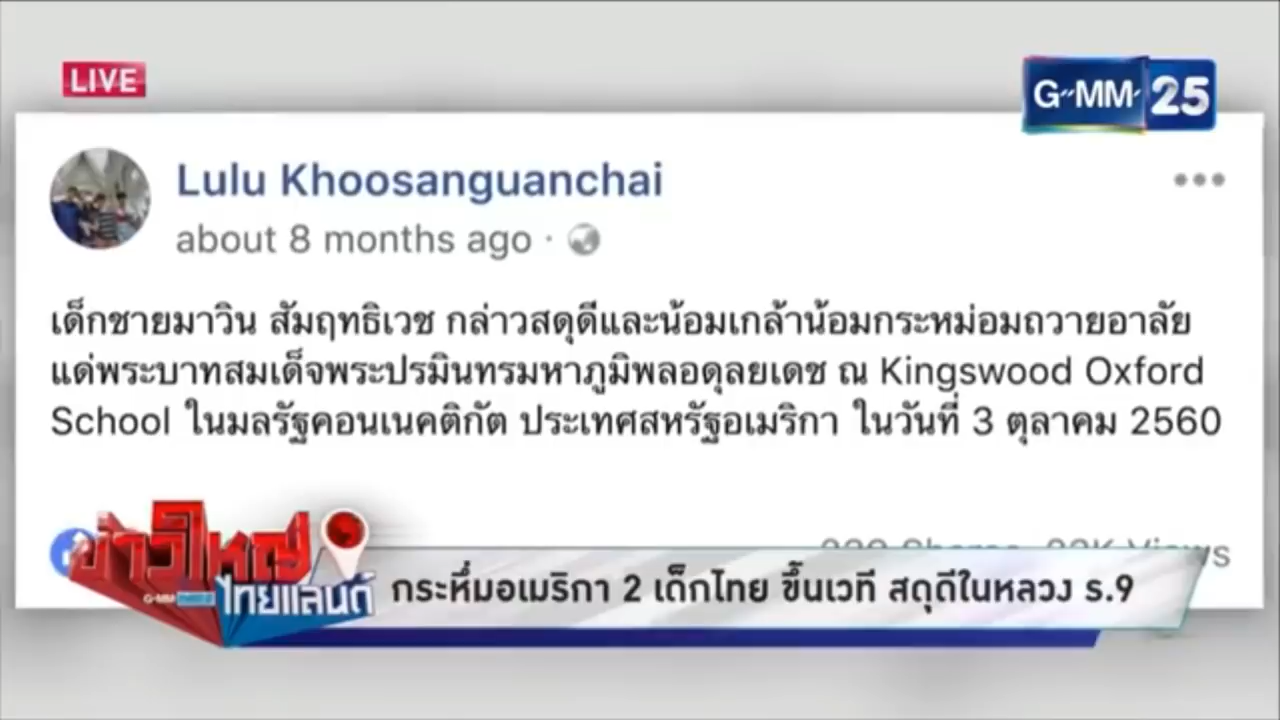 LIVE
G"MM' 25
Lulu Khoosanguanchai
about 8 months ago ·
เด็กชายมาวิน สัมฤทธิเวช กล่าวสดุดีและน้อมเกล้าน้อมกระหม่อมถวายอาลัย
แด่พระบาทสมเด็จพระปรมินทรมหาภูมิพลอดุลยเดช ณ Kingswood Oxford
School ในมลรัฐคอนเนคติกัต ประเทศสหรัฐอเมริกา ในวันที่ 3 ตุลาคม 2560
Shares Views
ข่าวใหญ่
ไทยแลนด์
กระหึ่มอเมริกา 2 เด็กไทย ขึ้นเวที สดุดีในหลวง ร.9